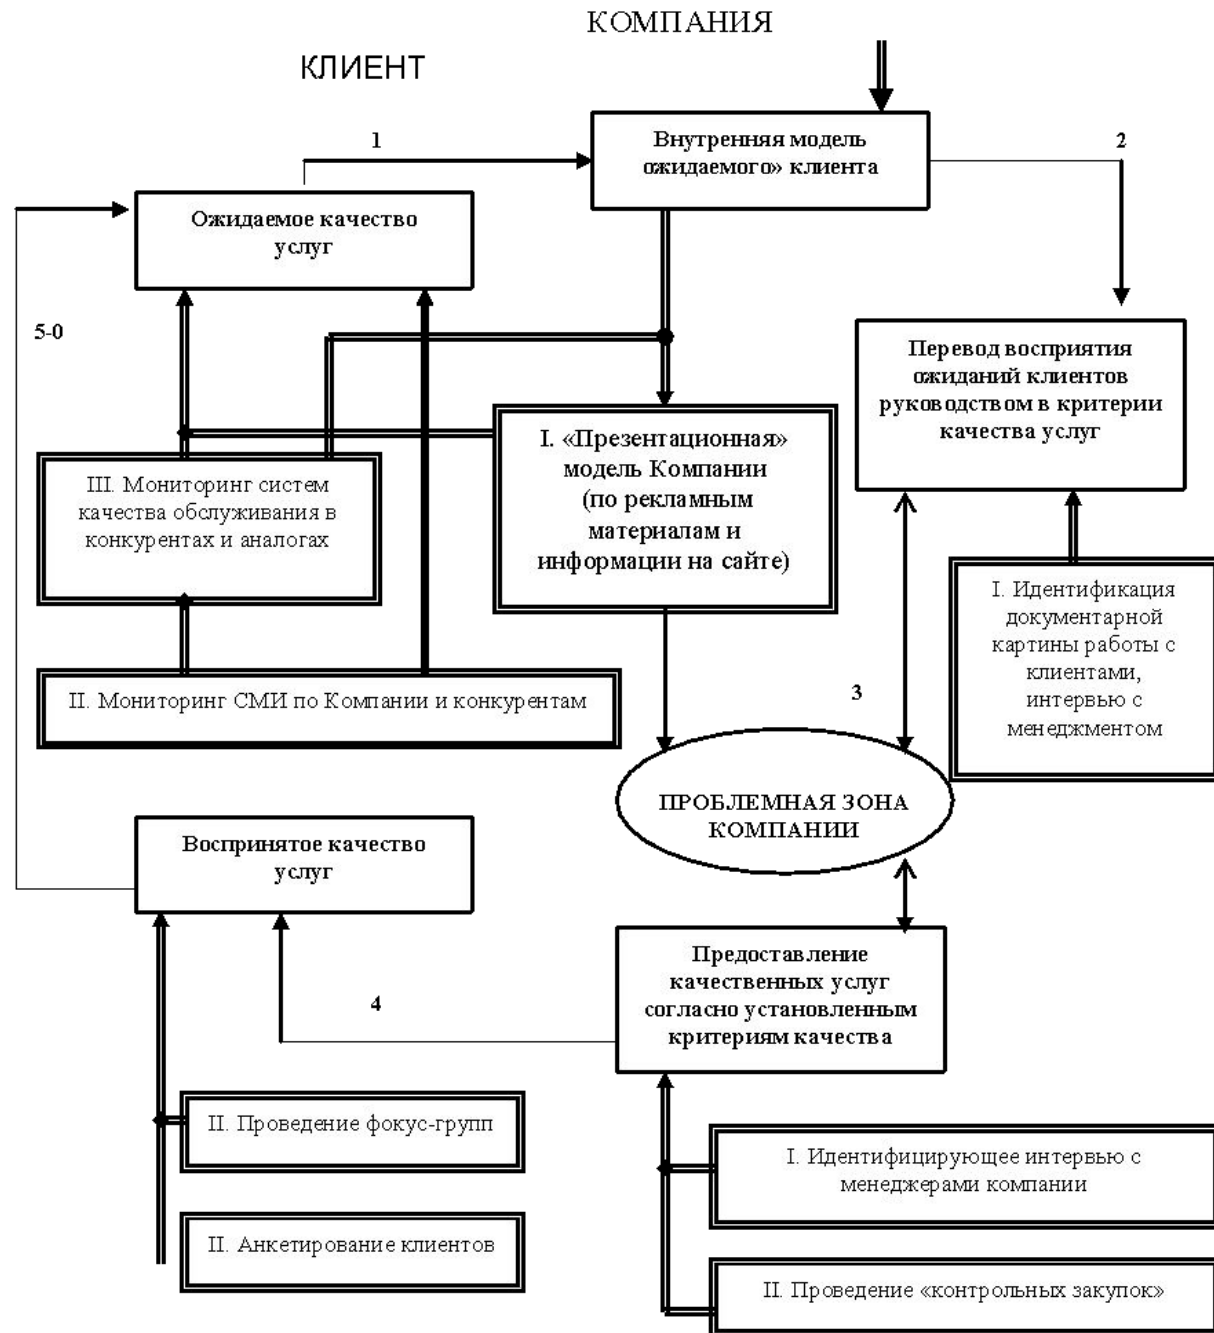 КОМПАНИЯ
КЛИЕНТ
1
Внутренняя модель
ожидаемого» клиента
2
Ожидаемое качество
услуг
5-0
Перевод восприятия
ожиданий клиентов
руководством в критерии
качества услуг
I. «Презентационная»
модель Компании
(по рекламным
материалам и
информации на сайте)
III. Мониторинг систем
качества обслуживания в
конкурентах и аналогах
I. Идентификация
документарной
картины работы с
клиентами,
интервью с
менеджментом
II. Мониторинг СМИ по Компании и конкурентам
3
ПРОБЛЕМНАЯ ЗОНА
КОМПАНИИ
Воспринятое качество
услуг
Предоставление
качественных услуг
согласно установленным
критериям качества
4
II. Проведение фокус-групп
I. Идентифицирующее интервью с
менеджерами компании
II. Анкетирование клиентов
II. Проведение «контрольных закупок»